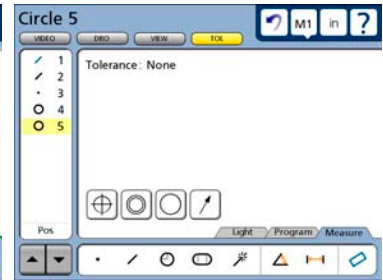 Circle 5
M1 in ?
VIDEO DRO VIEW TOL
1
2
3
4
5
Tolerance: None
Pos
Light Program Measure